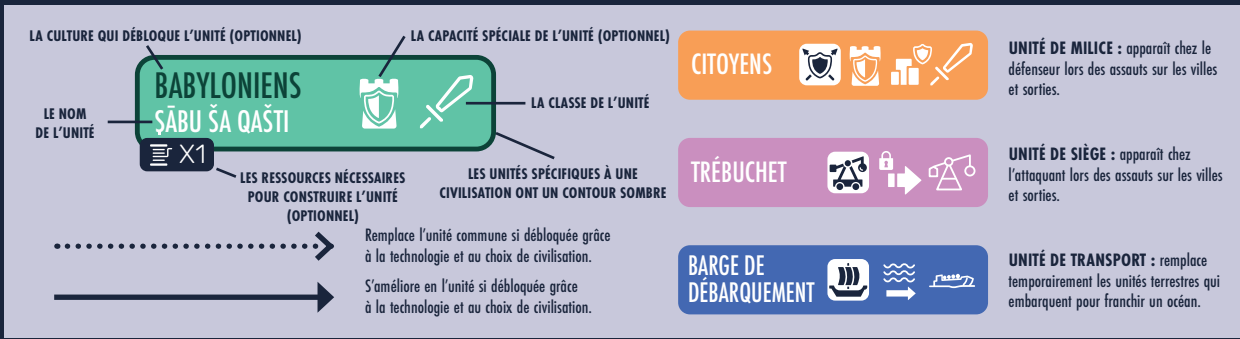 LA CULTURE QUI DÉBLOQUE L'UNITÉ (OPTIONNEL)
LA CAPACITÉ SPÉCIALE DE L'UNITÉ (OPTIONNEL)
BABYLONIENS
ṢĀBU ŠA QAŠTI
X1
LE NOM
DE L'UNITÉ
LA CLASSE DE L'UNITÉ
LES RESSOURCES NÉCESSAIRES
POUR CONSTRUIRE L'UNITÉ
(OPTIONNEL)
LES UNITÉS SPÉCIFIQUES À UNE
CIVILISATION ONT UN CONTOUR SOMBRE
Remplace l'unité commune si débloquée grâce
à la technologie et au choix de civilisation.
S'améliore en l'unité si débloquée grâce
à la technologie et au choix de civilisation.
CITOYENS
UNITÉ DE MILICE : apparaît chez le
défenseur lors des assauts sur les villes
et sorties.
TRÉBUCHET
UNITÉ DE SIÈGE : apparaît chez
l'attaquant lors des assauts sur les villes
et sorties.
BARGE DE
DÉBARQUEMENT
UNITÉ DE TRANSPORT : remplace
temporairement les unités terrestres qui
embarquent pour franchir un océan.